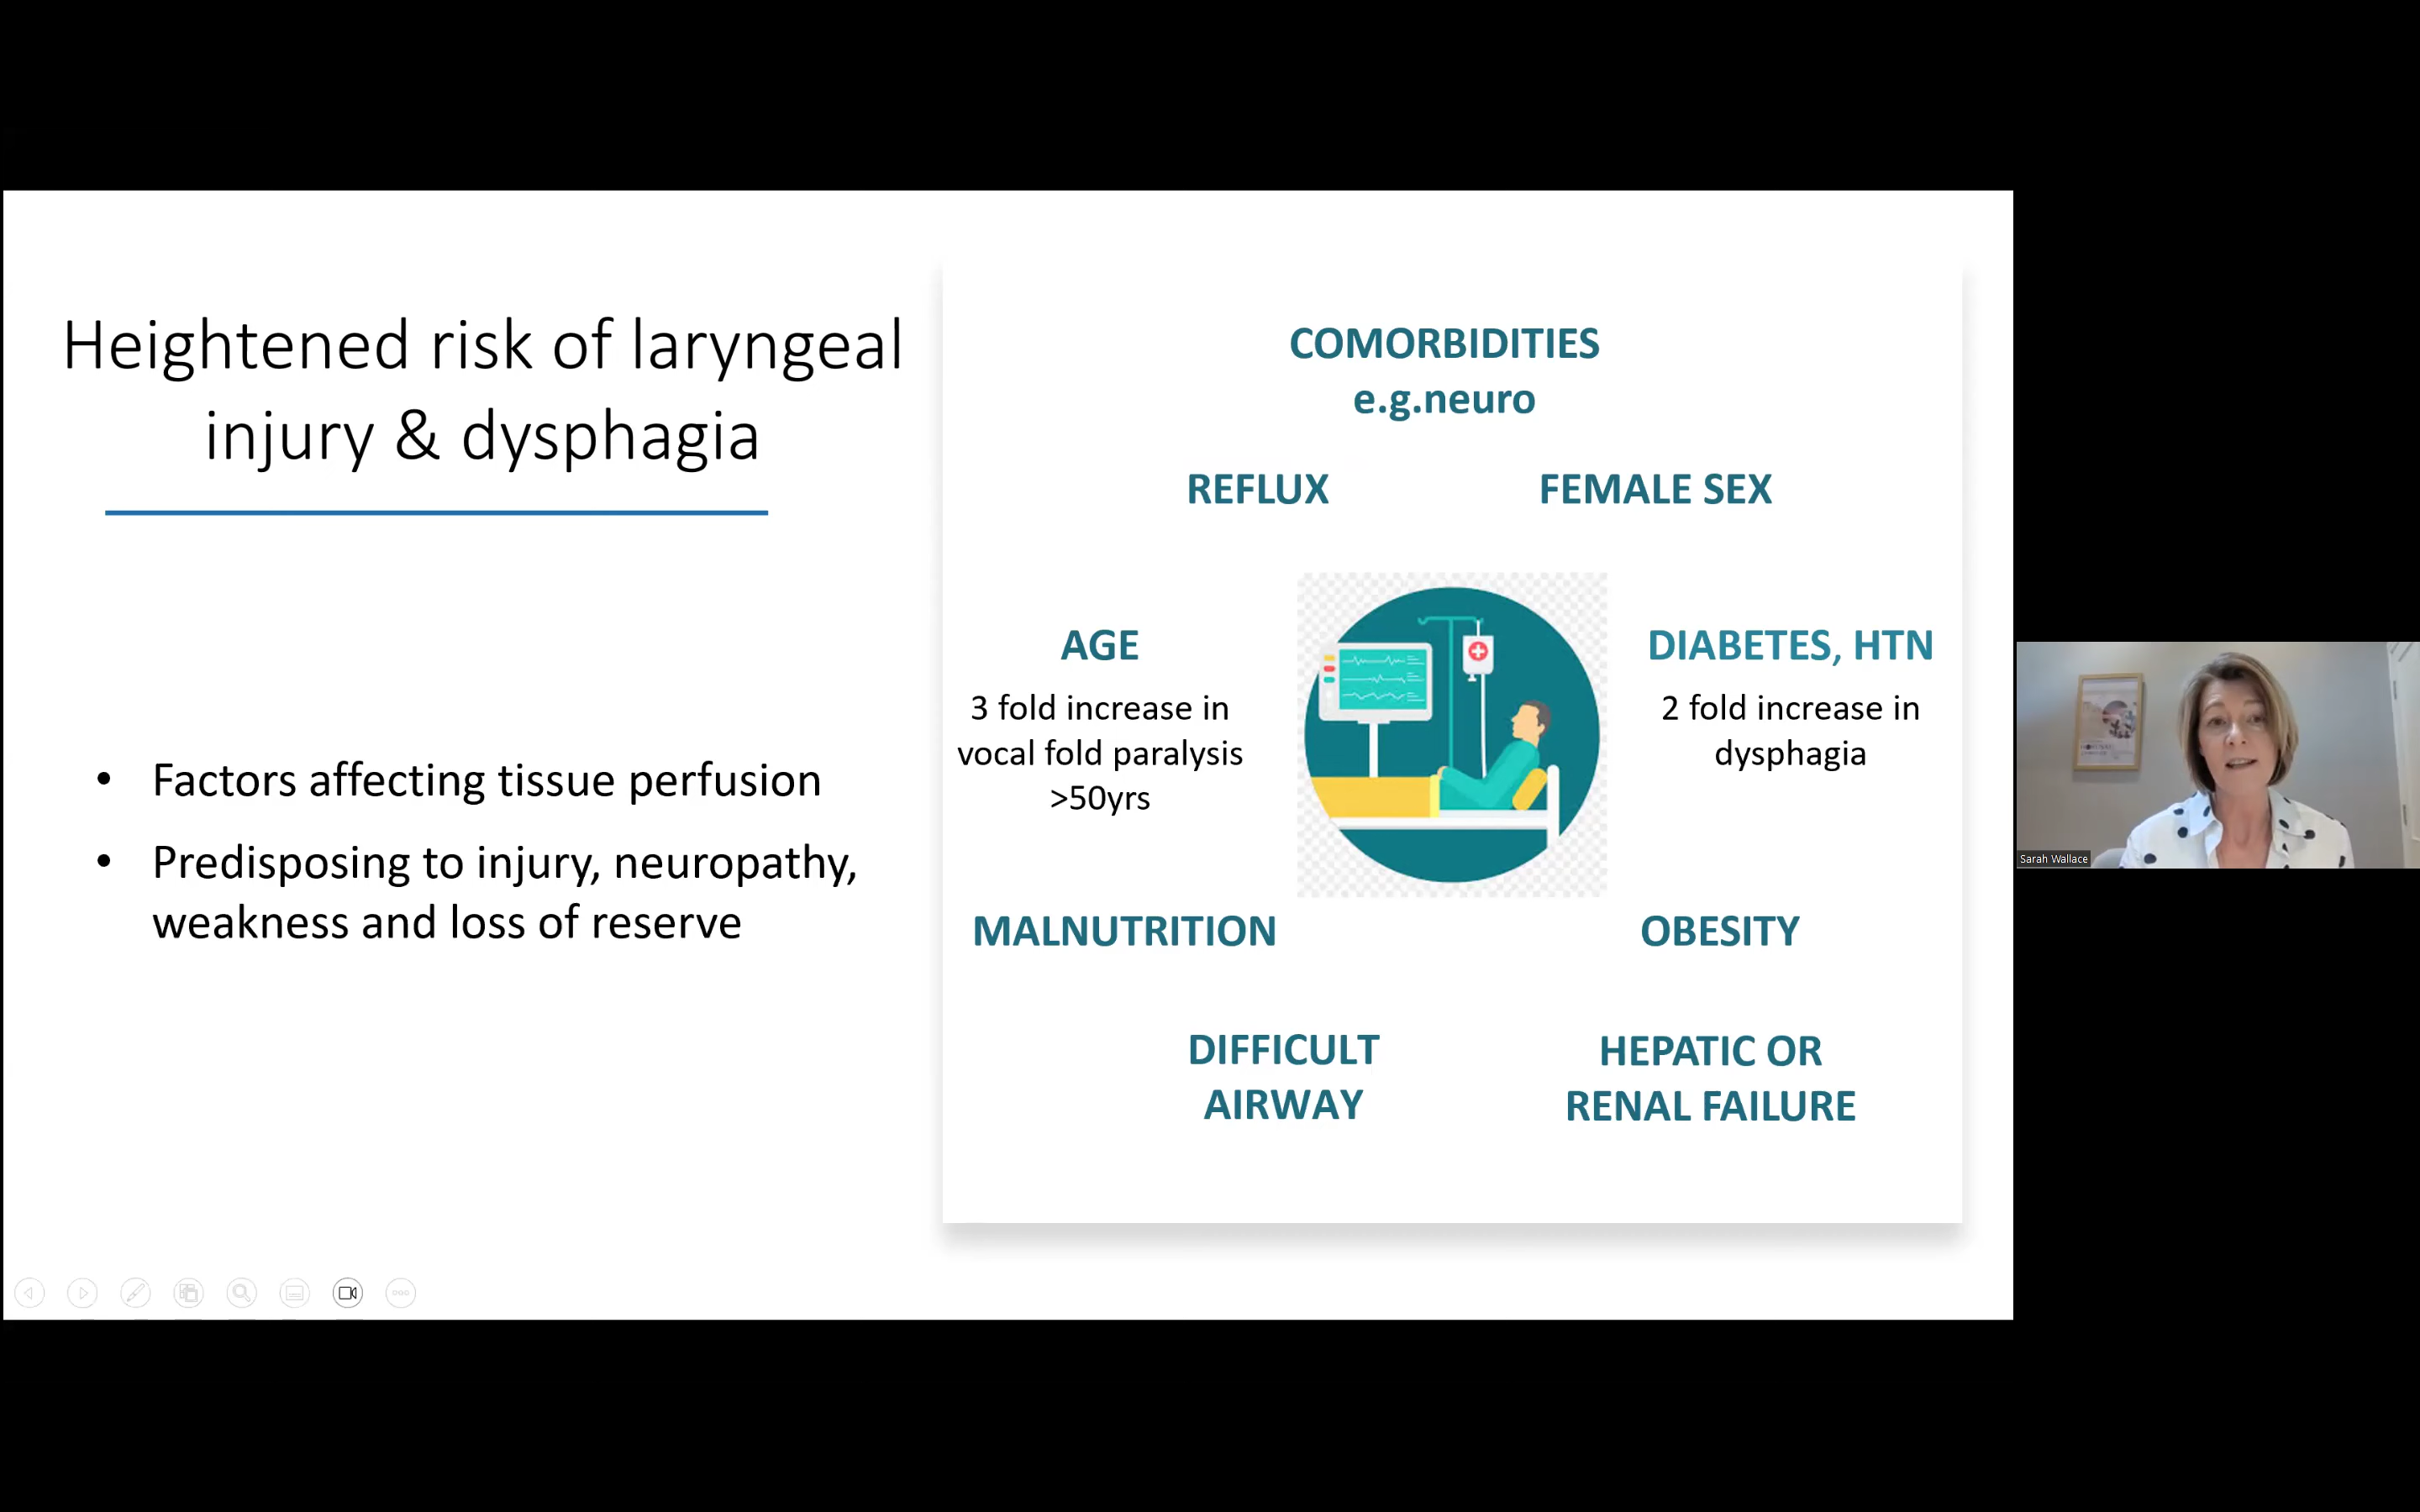 Heightened risk of laryngeal
injury & dysphagia
• Factors affecting tissue perfusion
• Predisposing to injury, neuropathy,
weakness and loss of reserve
COMORBIDITIES
e.g.neuro
REFLUX
FEMALE SEX
AGE
3 fold increase in
vocal fold paralysis
>50yrs
DIABETES, HTN
2 fold increase in
dysphagia
MALNUTRITION
OBESITY
DIFFICULT
AIRWAY
HEPATIC OR
RENAL FAILURE
Sarah Wallace